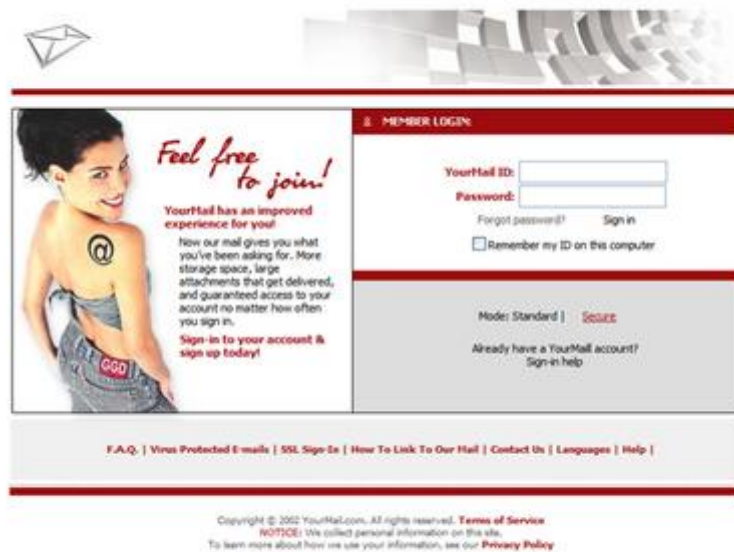 Feel free
to join!
YourMail has an improved
experience for you!
Now our mail gives you what
you've been asking for. More
storage space, large
attachments that get delivered,
and guaranteed access to your
account no matter how often
you sign in.
Sign-in to your account &
sign up today!
@
GGD
MEMBER LOGIN:
YourMail ID:
Password:
Forgot password? Sign in
Remember my ID on this computer
Mode: Standard | Secure
Already have a YourMail account?
Sign-in help
F.A.Q. | Virus Protected E-mails | SSL Sign-In | How To Link To Our Mail | Contact Us | Languages | Help |
Copyright © 2002 YourMail.com. All rights reserved. Terms of Service
NOTICE: We collect personal information on this site.
To learn more about how we use your information, see our Privacy Policy